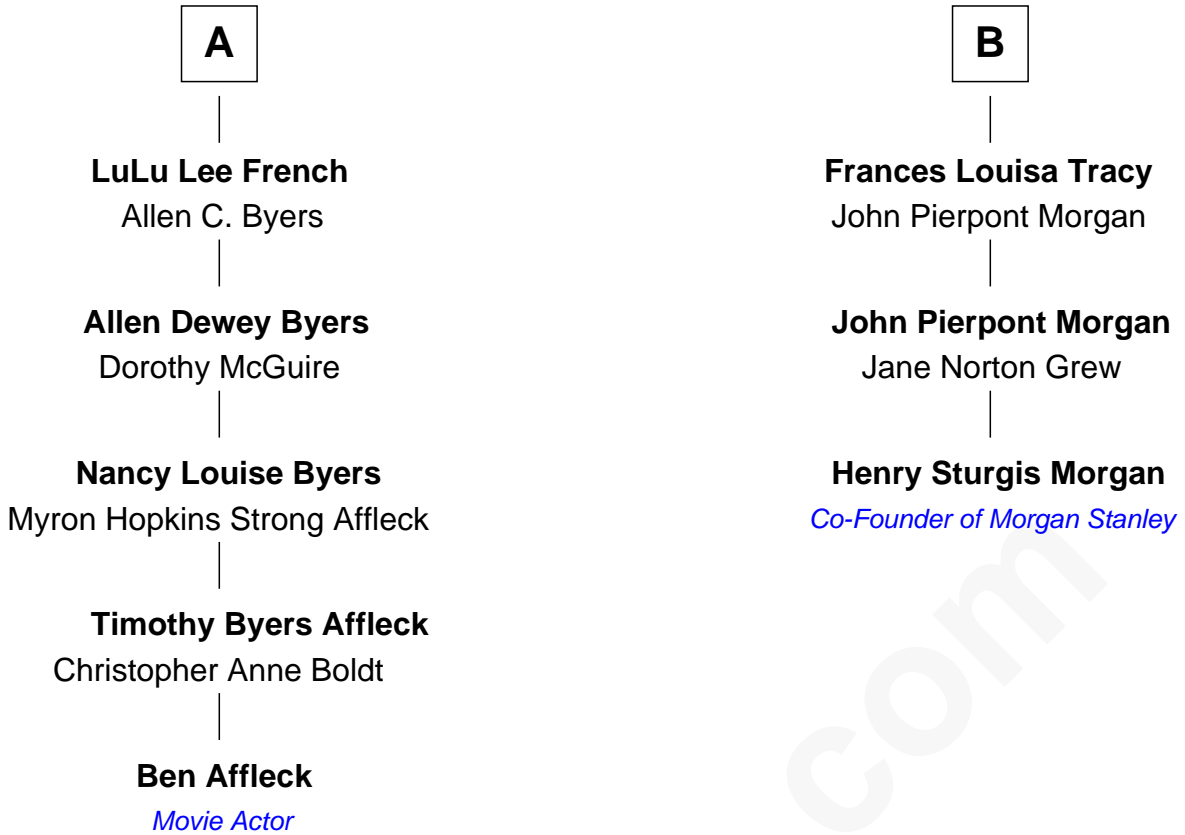 A
LuLu Lee French
Allen C. Byers
Allen Dewey Byers
Dorothy McGuire
Nancy Louise Byers
Myron Hopkins Strong Affleck
Timothy Byers Affleck
Christopher Anne Boldt
Ben Affleck
Movie Actor
B
Frances Louisa Tracy
John Pierpont Morgan
John Pierpont Morgan
Jane Norton Grew
Henry Sturgis Morgan
Co-Founder of Morgan Stanley
com